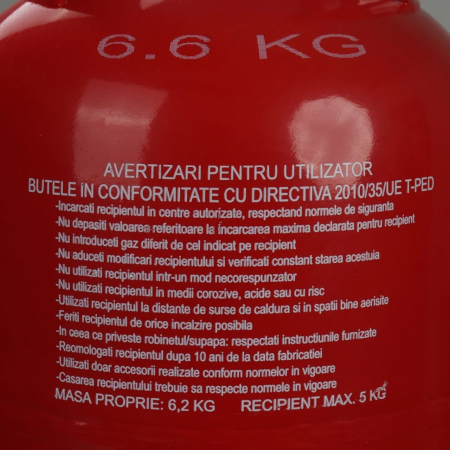 6.6 KG
AVERTIZARI PENTRU UTILIZATOR
BUTELE iN CONFORMITATE CU DIRECTIVA 2010/35/UE T-PED
-Incarcati recipientul in centre autorizate, respectand normele de siguranta
-Nu depasiti valoare® referitoare la incarcarea maxima declarata pentru recipient
-Nu introduceti gaz diferit de cel indicat pe recipient
-Nu aduceti modificari recipientului si verificati constant starea acestuia
-Nu utilizati recipientul intr-un mod necorespunzator
-Nu utilizati recipientul in medii corozive, acide sau cu risc
-Utilizati recipientul la distante de surse de caldura si in spatii bine aerisite
-Feriti recipientul de orice incalzire posibila
-In ceea ce priveste robinetul/supapa: respectati instructiunile furnizate
-Reomologati recipientul dupa 10 ani de la data fabricatiei
-Utilizati doar accesorii realizate conform normelor in vigoare
-Casarea recipientului trebuie sa respecte normele in vigoare
MASA PROPRIE: 6,2 KG RECIPIENT MAX. 5 KG